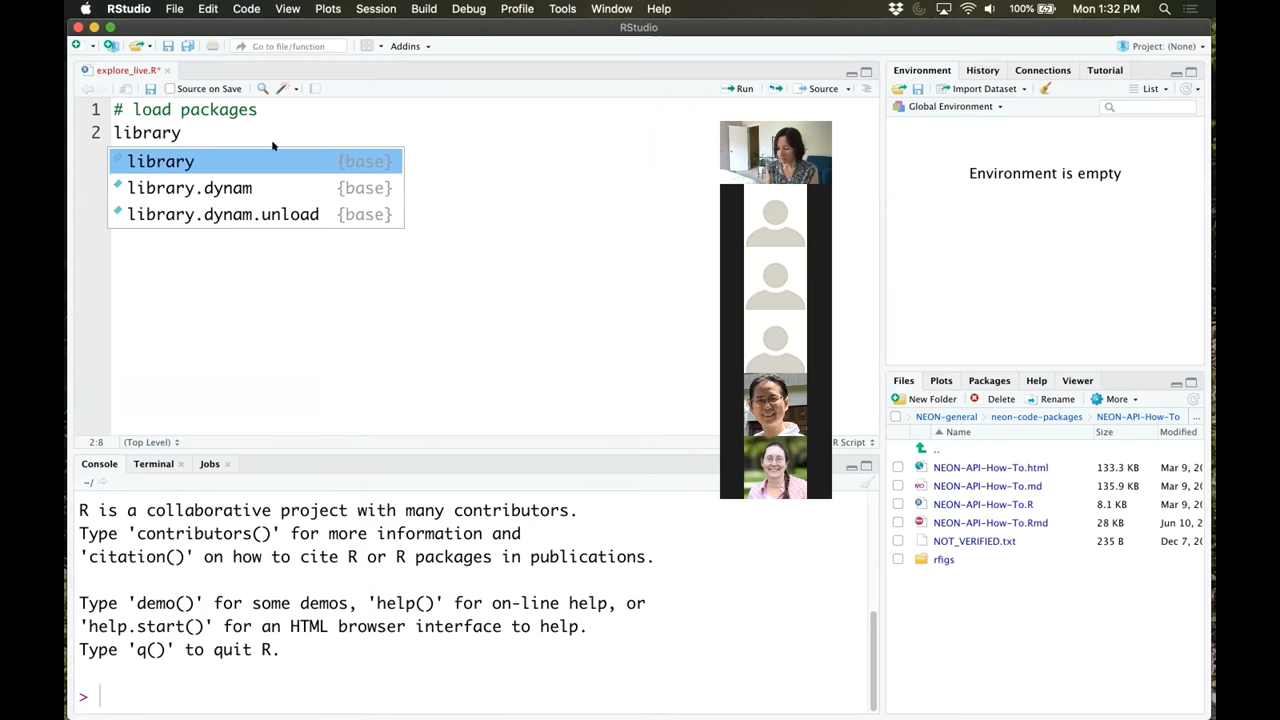 RStudio File Edit Code View Plots Session Build Debug Profile Tools Window Help 100% Mon 1:32 PM
RStudio
Go to file/function Addins Project: (None)
explore_live.R* Environment History Connections Tutorial
Source on Save Run Source Import Dataset List
Global Environment
1 # load packages
2 library
library {base}
library.dynam {base}
library.dynam.unload {base}
Environment is empty
Files Plots Packages Help Viewer
New Folder Delete Rename More
NEON-general neon-code-packages NEON-API-How-To ...
Name Size Modified
..
NEON-API-How-To.html 133.3 KB Mar 9, 20
NEON-API-How-To.md 135.9 KB Mar 9, 20
NEON-API-How-To.R 8.1 KB Mar 9, 20
NEON-API-How-To.Rmd 28 KB Jun 10, 2
NOT_VERIFIED.txt 235 B Dec 7, 2
rfigs
2:8 (Top Level) R Script
Console Terminal Jobs
~/
R is a collaborative project with many contributors.
Type 'contributors()' for more information and
'citation()' on how to cite R or R packages in publications.
Type 'demo()' for some demos, 'help()' for on-line help, or
'help.start()' for an HTML browser interface to help.
Type 'q()' to quit R.
>